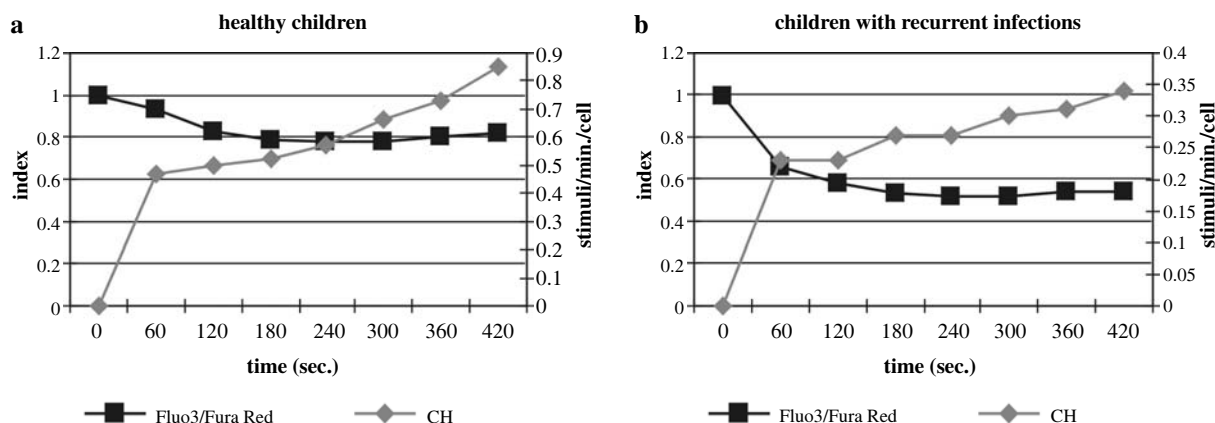 a healthy children
1.2
1
0.8
0.6
0.4
0.2
0
index
0.9
0.8
0.7
0.6
0.5
0.4
0.3
0.2
0.1
0
stimuli/min./cell
0 60 120 180 240 300 360 420
time (sec.)
Fluo3/Fura Red CH
b children with recurrent infections
1.2
1
0.8
0.6
0.4
0.2
0
index
0.4
0.35
0.3
0.25
0.2
0.15
0.1
0.05
0
stimuli/min./cell
0 60 120 180 240 300 360 420
time (sec.)
Fluo3/Fura Red CH